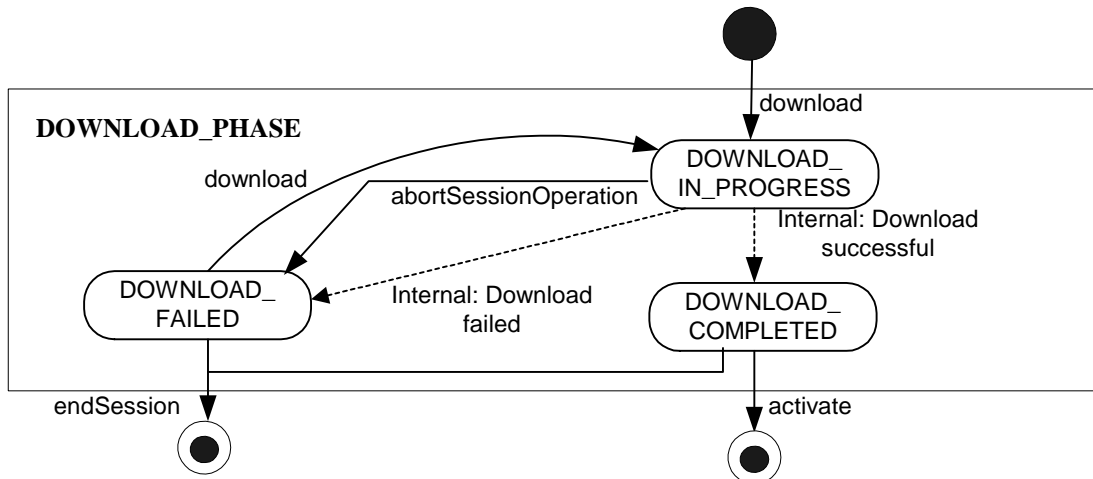 download
DOWNLOAD_PHASE
DOWNLOAD_
IN_PROGRESS
download
abortSessionOperation
Internal: Download
successful
DOWNLOAD_
FAILED
Internal: Download
failed
DOWNLOAD_
COMPLETED
endSession
activate